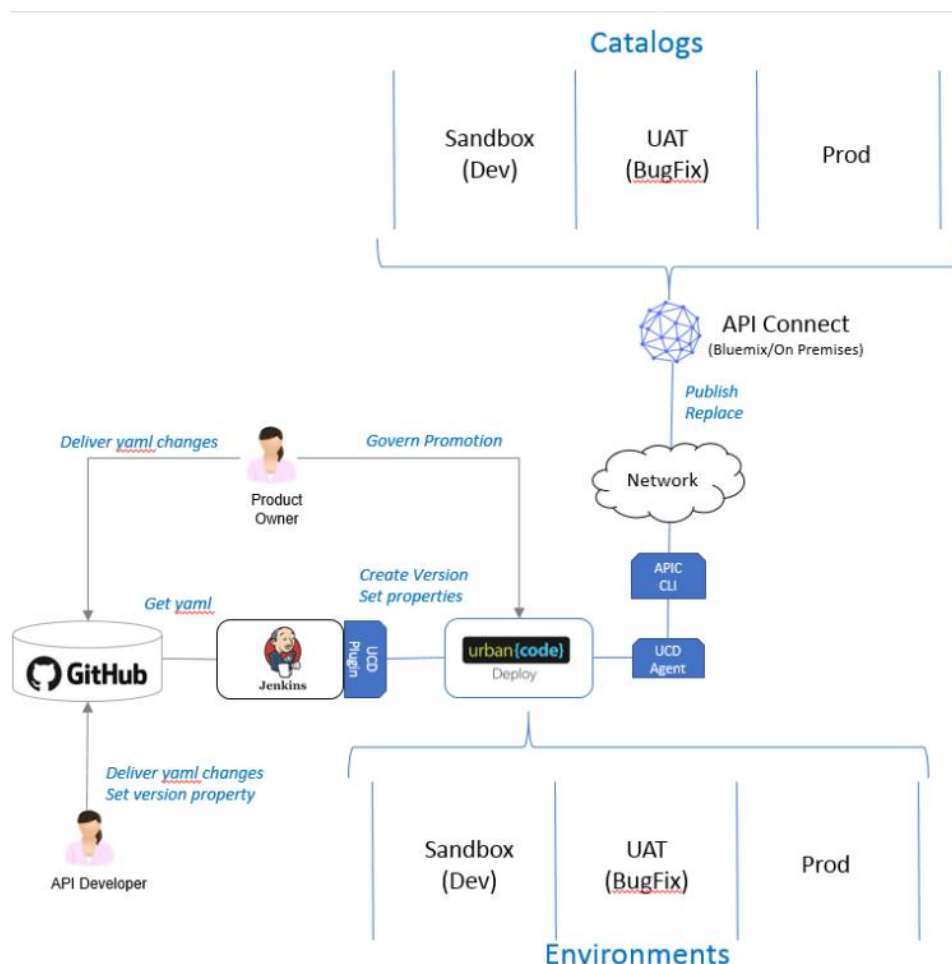 Catalogs
Sandbox
(Dev)
UAT
(BugFix)
Prod
API Connect
(Bluemix/On Premises)
Publish
Replace
Deliver yaml changes
Govern Promotion
Network
Product
Owner
APIC
CLI
Create Version
Set properties
Get yaml
GitHub
Jenkins
UCD
Plugin
urban{code}
Deploy
UCD
Agent
Deliver yaml changes
Set version property
API Developer
Sandbox
(Dev)
UAT
(BugFix)
Prod
Environments